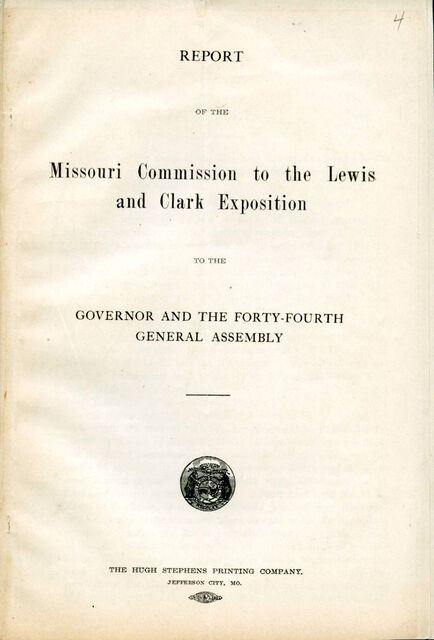 4
REPORT
OF THE
Missouri Commission to the Lewis
and Clark Exposition
TO THE
GOVERNOR AND THE FORTY-FOURTH
GENERAL ASSEMBLY
THE HUGH STEPHENS PRINTING COMPANY.
JEFFERSON CITY, MO.